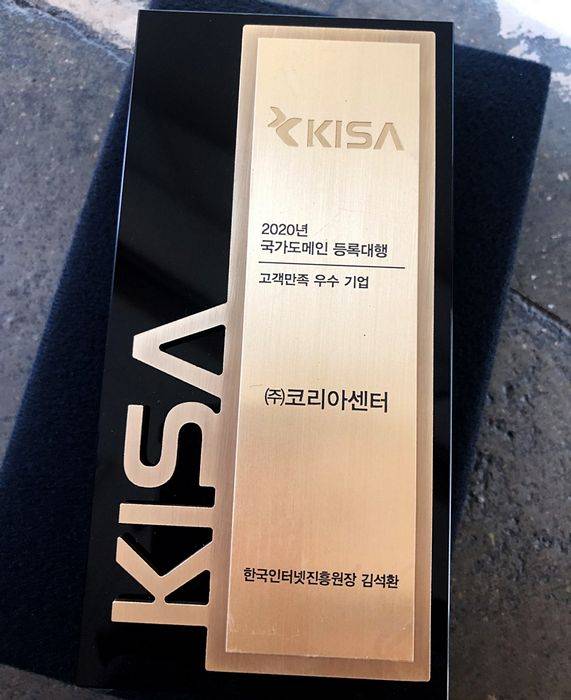 KISA
2020년
국가도메인 등록대행
고객만족 우수 기업
㈜코리아센터
한국인터넷진흥원장 김석환
KISA